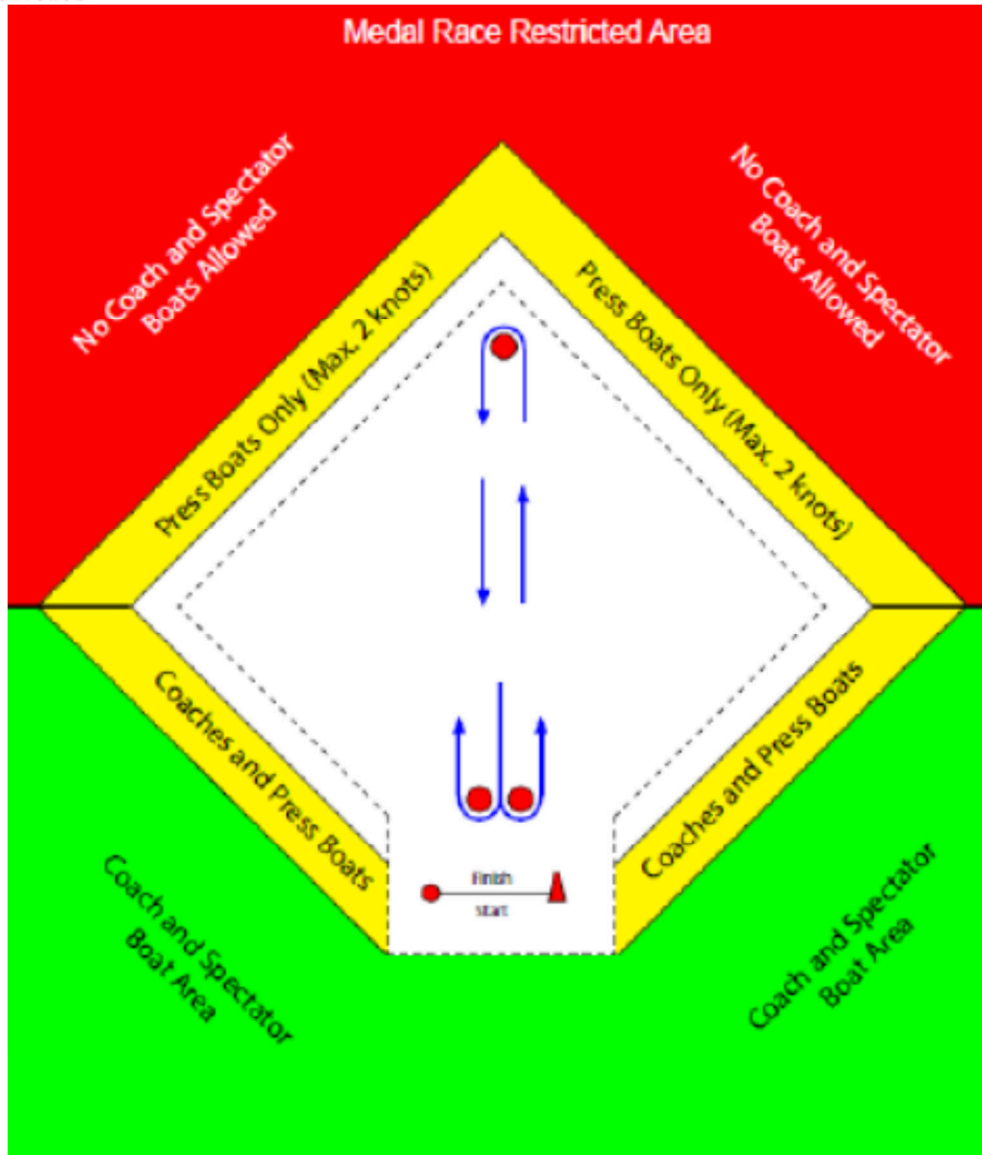 Medal Race Restricted Area
No Coach and Spectator
Boats Allowed
No Coach and Spectator
Boats Allowed
Press Boats Only (Max. 2 knots)
Press Boats Only (Max. 2 knots)
Coaches and Press Boats
Coaches and Press Boats
Finish
start
Coach and Spectator
Boat Area
Coach and Spectator
Boat Area